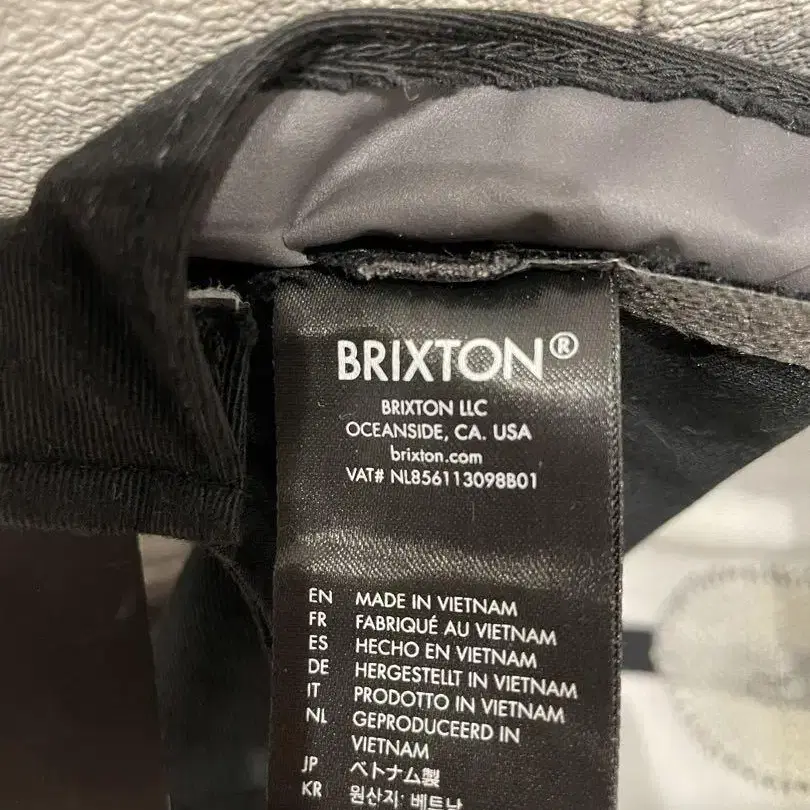 BRIXTON®
BRIXTON LLC
OCEANSIDE, CA. USA
brixton.com
VAT# NL856113098B01
EN MADE IN VIETNAM
FR FABRIQUÉ AU VIETNAM
ES HECHO EN VIETNAM
DE HERGESTELLT IN VIETNAM
IT PRODOTTO IN VIETNAM
NL GEPRODUCEERD IN
VIETNAM
JP ベトナム製
KR 원산지: 베트남